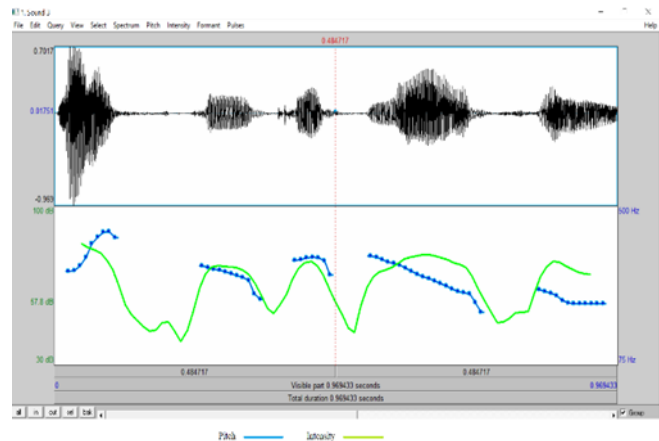 1. Sound 3
File Edit Query View Select Spectrum Pitch Intensity Formant Pulses Help
0.484717
0.7017
0.01751
-0.969
100 dB 500 Hz
57.8 dB
30 dB 75 Hz
0.484717 0.484717
0 Visible part 0.969433 seconds 0.969433
Total duration 0.969433 seconds
all in out sel bak Group
Pitch Intensity